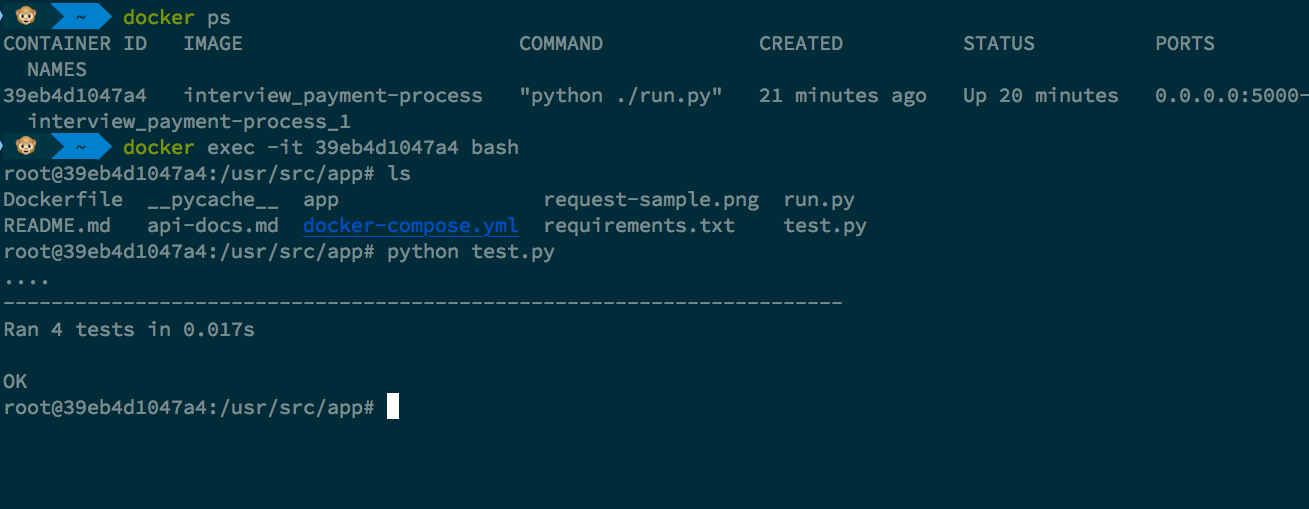 ~ docker ps
CONTAINER ID   IMAGE                       COMMAND             CREATED          STATUS          PORTS
  NAMES
39eb4d1047a4   interview_payment-process   "python ./run.py"   21 minutes ago   Up 20 minutes   0.0.0.0:5000-
  interview_payment-process_1
~ docker exec -it 39eb4d1047a4 bash
root@39eb4d1047a4:/usr/src/app# ls
Dockerfile  __pycache__  app                 request-sample.png  run.py
README.md   api-docs.md  docker-compose.yml  requirements.txt    test.py
root@39eb4d1047a4:/usr/src/app# python test.py
....
----------------------------------------------------------------------
Ran 4 tests in 0.017s

OK
root@39eb4d1047a4:/usr/src/app#